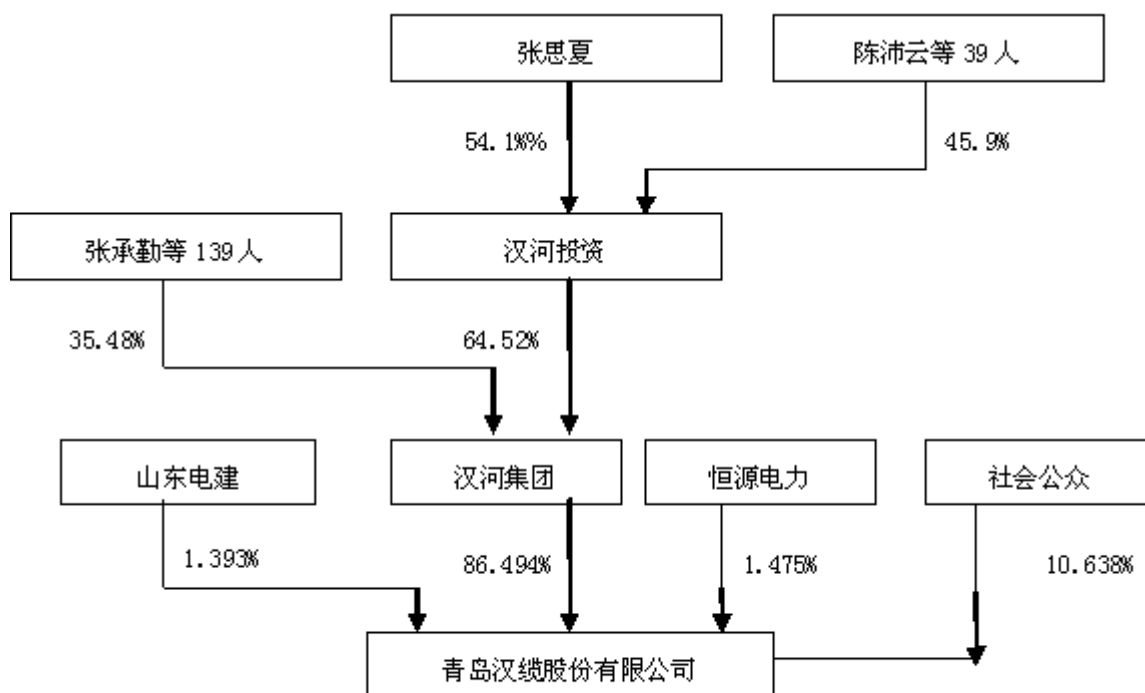 张思夏
陈沛云等 39 人
54.1%%
45.9%
张承勤等 139 人
汉河投资
35.48%
64.52%
山东电建
汉河集团
恒源电力
社会公众
1.393%
86.494%
1.475%
10.638%
青岛汉缆股份有限公司